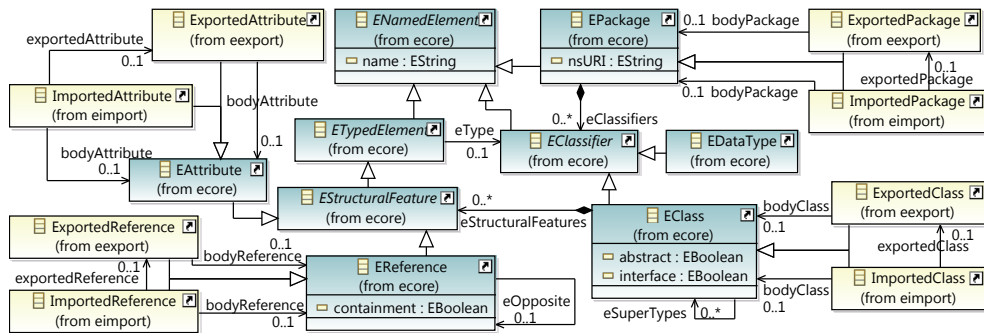 ExportedAttribute
(from eexport)
exportedAttribute
0..1
ImportedAttribute
(from eimport)
bodyAttribute
0..1
bodyAttribute
0..1
EAttribute
(from ecore)
ENamedElement
(from ecore)
name : EString
EPackage
(from ecore)
nsURI : EString
0..1 bodyPackage
ExportedPackage
(from eexport)
0..1
exportedPackage
0..1 bodyPackage
ImportedPackage
(from eimport)
ETypedElement
(from ecore)
eType
0..1
0..*
eClassifiers
EClassifier
(from ecore)
EDataType
(from ecore)
EStructuralFeature
(from ecore)
0..*
eStructuralFeatures
EClass
(from ecore)
abstract : EBoolean
interface : EBoolean
eSuperTypes
0..*
bodyClass
0..1
ExportedClass
(from eexport)
0..1
exportedClass
bodyClass
0..1
ImportedClass
(from eimport)
ExportedReference
(from eexport)
0..1
bodyReference
0..1
exportedReference
ImportedReference
(from eimport)
bodyReference
0..1
EReference
(from ecore)
containment : EBoolean
eOpposite
0..1